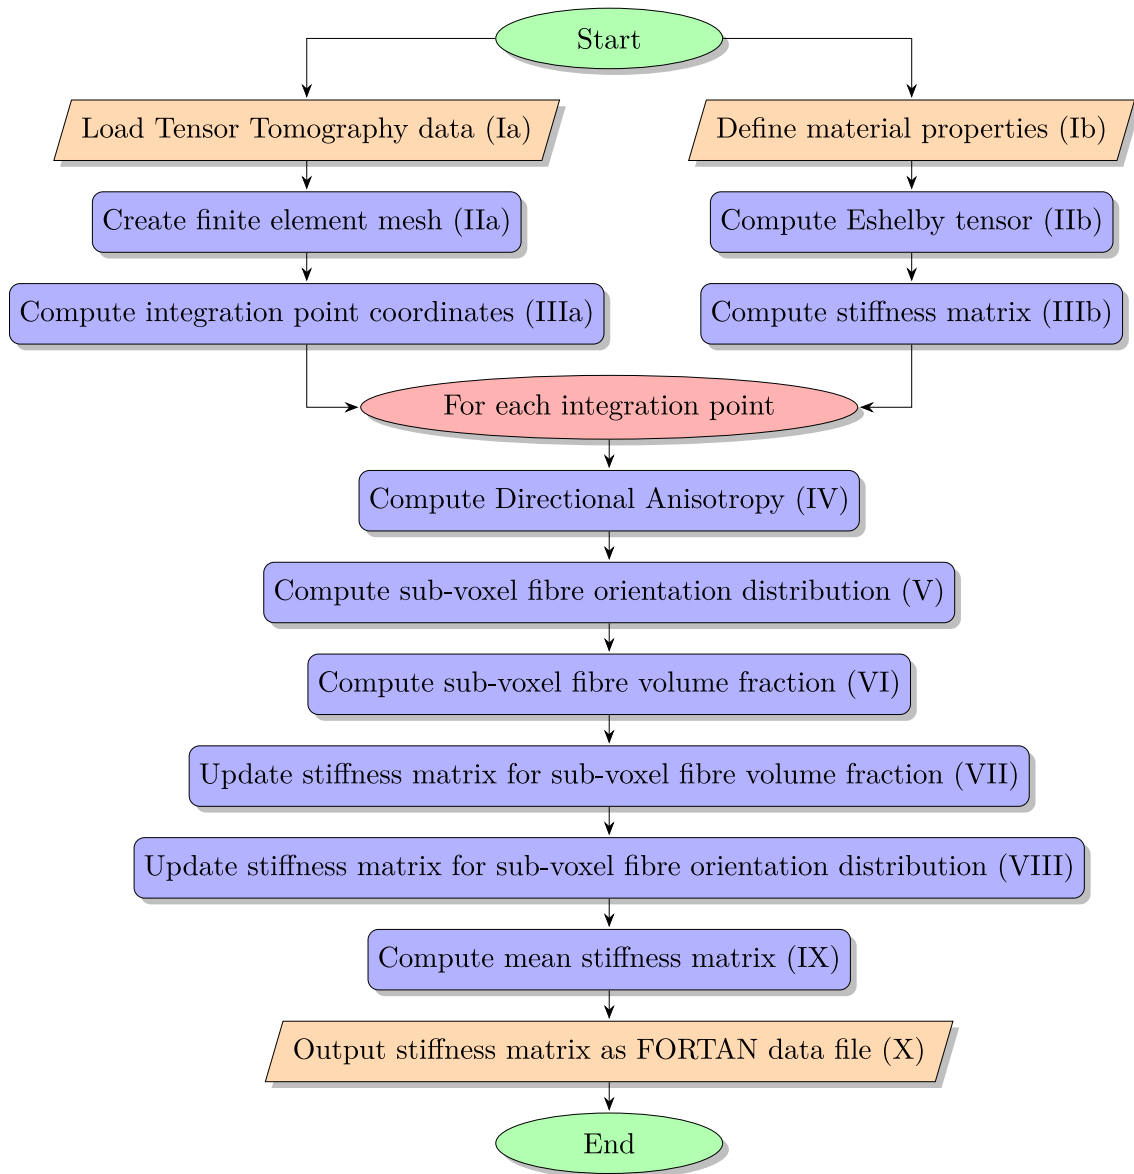 Start
Load Tensor Tomography data (Ia)
Define material properties (Ib)
Create finite element mesh (IIa)
Compute Eshelby tensor (IIb)
Compute integration point coordinates (IIIa)
Compute stiffness matrix (IIIb)
For each integration point
Compute Directional Anisotropy (IV)
Compute sub-voxel fibre orientation distribution (V)
Compute sub-voxel fibre volume fraction (VI)
Update stiffness matrix for sub-voxel fibre volume fraction (VII)
Update stiffness matrix for sub-voxel fibre orientation distribution (VIII)
Compute mean stiffness matrix (IX)
Output stiffness matrix as FORTAN data file (X)
End